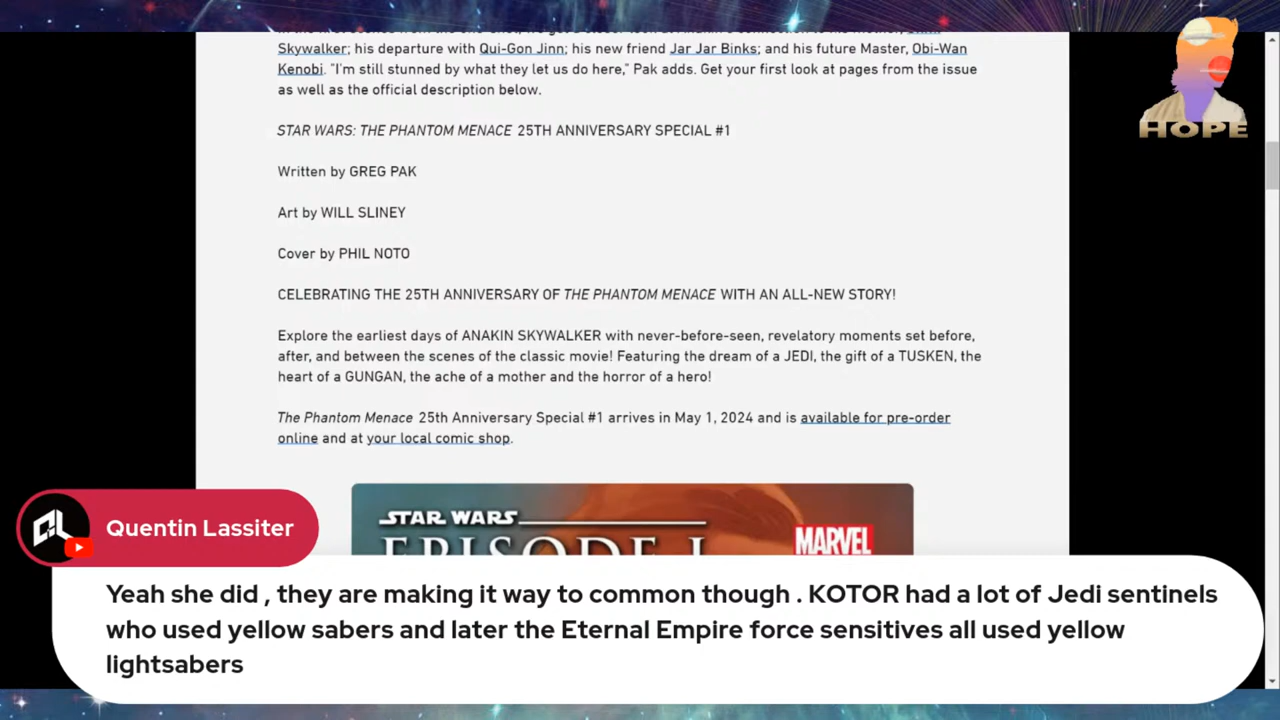 Skywalker; his departure with Qui-Gon Jinn; his new friend Jar Jar Binks; and his future Master, Obi-Wan
Kenobi. "I'm still stunned by what they let us do here," Pak adds. Get your first look at pages from the issue
as well as the official description below.
STAR WARS: THE PHANTOM MENACE 25TH ANNIVERSARY SPECIAL #1
Written by GREG PAK
Art by WILL SLINEY
Cover by PHIL NOTO
CELEBRATING THE 25TH ANNIVERSARY OF THE PHANTOM MENACE WITH AN ALL-NEW STORY!
Explore the earliest days of ANAKIN SKYWALKER with never-before-seen, revelatory moments set before,
after, and between the scenes of the classic movie! Featuring the dream of a JEDI, the gift of a TUSKEN, the
heart of a GUNGAN, the ache of a mother and the horror of a hero!
The Phantom Menace 25th Anniversary Special #1 arrives in May 1, 2024 and is available for pre-order
online and at your local comic shop.
HOPE
STAR WARS
EPISODE I
MARVEL
Quentin Lassiter
Yeah she did , they are making it way to common though . KOTOR had a lot of Jedi sentinels
who used yellow sabers and later the Eternal Empire force sensitives all used yellow
lightsabers